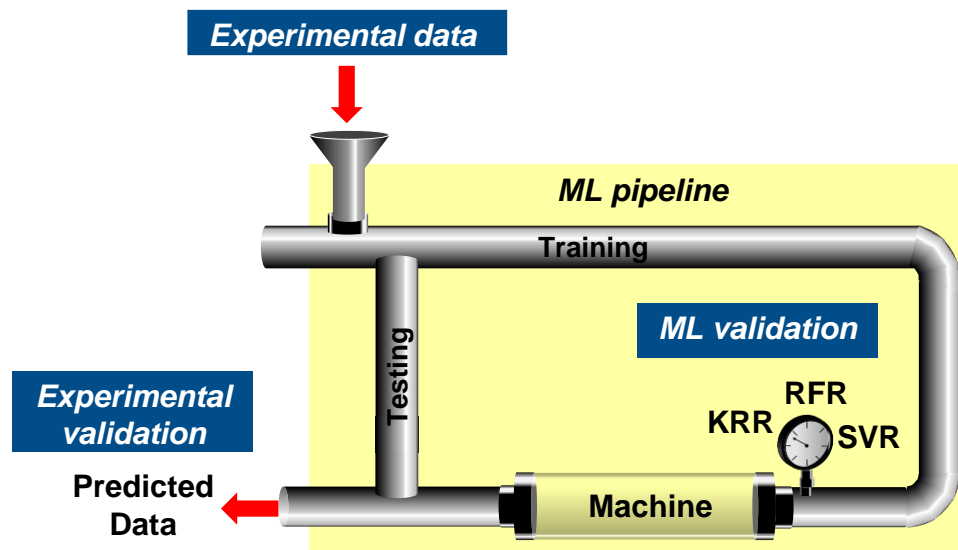 Experimental data
ML pipeline
Training
ML validation
Testing
Experimental
validation
RFR
KRR
SVR
Predicted
Data
Machine